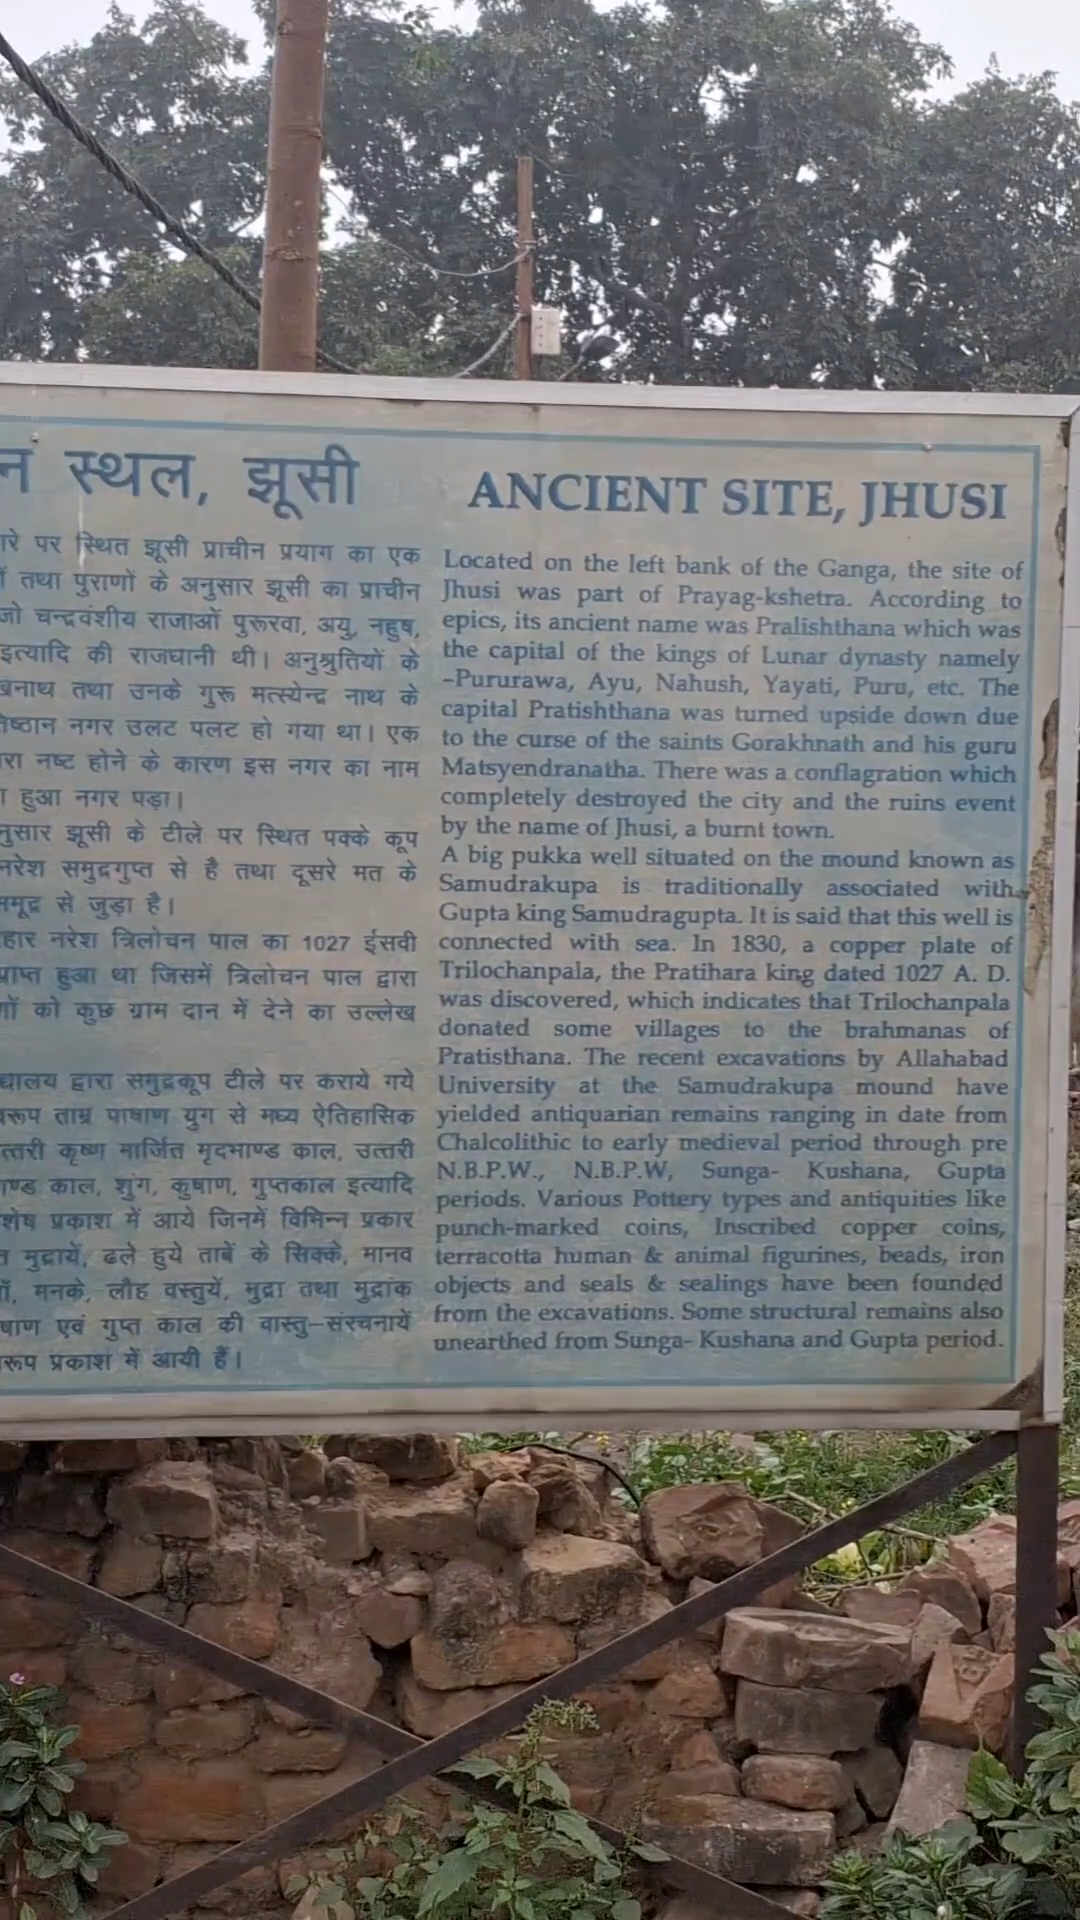 स्थल, झूसी
पर स्थित झूसी प्राचीन प्रयाग का एक
तथा पुराणों के अनुसार झूसी का प्राचीन
जो चन्द्रवंशीय राजाओं पुरूरवा, अयु, नहुष,
इत्यादि की राजधानी थी। अनुश्रुतियों के
तथा उनके गुरू मत्स्येन्द्र नाथ के
नगर उलट पलट हो गया था। एक
नष्ट होने के कारण इस नगर का नाम
हुआ नगर पड़ा।
झूसी के टीले पर स्थित पक्के कूप
नरेश समुद्रगुप्त से है तथा दूसरे मत के
से जुड़ा है।
नरेश त्रिलोचन पाल का 1027 ईसवी
प्राप्त हुआ था जिसमें त्रिलोचन पाल द्वारा
को कुछ ग्राम दान में देने का उल्लेख
द्वारा समुद्रकूप टीले पर कराये गये
ताम्र पाषाण युग से मध्य ऐतिहासिक
कृष्ण मार्जित मृदभाण्ड काल, उत्तरी
काल, शुंग, कुषाण, गुप्तकाल इत्यादि
प्रकाश में आये जिनमें विभिन्न प्रकार
मुद्रायें, ढले हुये ताबें के सिक्के, मानव
मनके, लौह वस्तुयें, मुद्रा तथा मुद्रांक
एवं गुप्त काल की वास्तु-संरचनायें
प्रकाश में आयी हैं।
ANCIENT SITE, JHUSI
Located on the left bank of the Ganga, the site of
Jhusi was part of Prayag-kshetra. According to
epics, its ancient name was Pralishthana which was
the capital of the kings of Lunar dynasty namely
-Pururawa, Ayu, Nahush, Yayati, Puru, etc. The
capital Pratishthana was turned upside down due
to the curse of the saints Gorakhnath and his guru
Matsyendranatha. There was a conflagration which
completely destroyed the city and the ruins event
by the name of Jhusi, a burnt town.
A big pukka well situated on the mound known as
Samudrakupa is traditionally associated with
Gupta king Samudragupta. It is said that this well is
connected with sea. In 1830, a copper plate of
Trilochanpala, the Pratihara king dated 1027 A. D.
was discovered, which indicates that Trilochanpala
donated some villages to the brahmanas of
Pratisthana. The recent excavations by Allahabad
University at the Samudrakupa mound have
yielded antiquarian remains ranging in date from
Chalcolithic to early medieval period through pre
N.B.P.W., N.B.P.W, Sunga- Kushana, Gupta
periods. Various Pottery types and antiquities like
punch-marked coins, Inscribed copper coins,
terracotta human & animal figurines, beads, iron
objects and seals & sealings have been founded
from the excavations. Some structural remains also
unearthed from Sunga- Kushana and Gupta period.